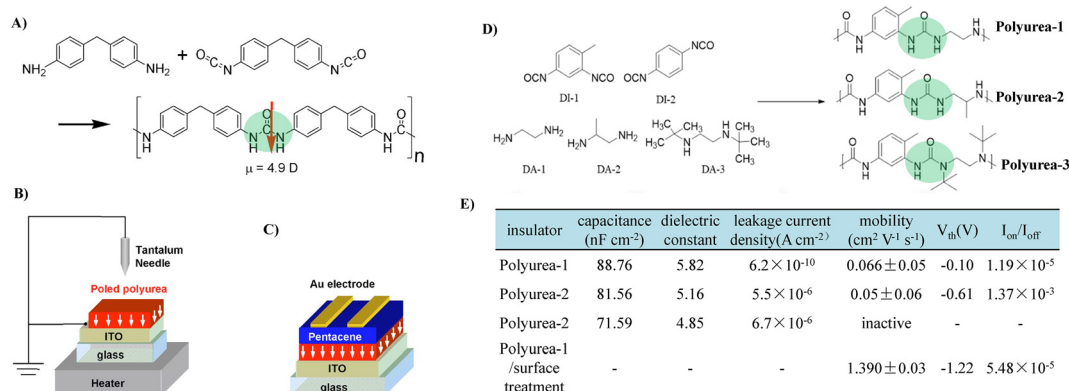 A)
NH2
NH2
+
O=C=N
N=C=O
O
C
N
H
N
H
O
C
N
H
N
H
n
μ = 4.9 D
B)
Tantalum
Needle
Poled polyurea
ITO
glass
Heater
C)
Au electrode
Pentacene
ITO
glass
D)
OCN
NCO
DI-1
NCO
OCN
DI-2
H2N
NH2
DA-1
H2N
NH2
DA-2
H3C
CH3
H3C
N
H
H
N
CH3
CH3
CH3
DA-3
O
N
H
O
N
H
N
H
H
N
Polyurea-1
O
N
H
O
N
H
N
H
H
N
Polyurea-2
O
N
H
O
N
H
N
N
Polyurea-3
E)
insulator capacitance (nF cm-2) dielectric constant leakage current density(A cm-2) mobility (cm2 V-1 s-1) Vth(V) Ion/Ioff
Polyurea-1 88.76 5.82 6.2×10-10 0.066±0.05 -0.10 1.19×10-5
Polyurea-2 81.56 5.16 5.5×10-6 0.05±0.06 -0.61 1.37×10-3
Polyurea-2 71.59 4.85 6.7×10-6 inactive - -
Polyurea-1 /surface treatment - - - 1.390±0.03 -1.22 5.48×10-5